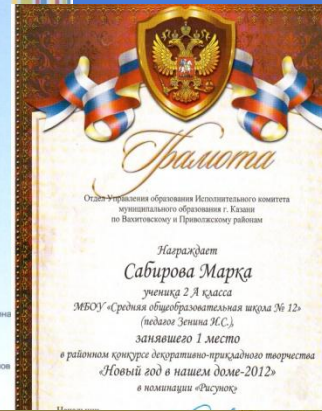 Грамота
Отдел Управления образования Исполнительного комитета
муниципального образования г. Казани
по Вахитовскому и Приволжскому районам
Награждает
Сабирова Марка
ученика 2 А класса
МБОУ «Средняя общеобразовательная школа № 12»
(педагог Зенина И.С.),
занявшего 1 место
в районном конкурсе декоративно-прикладного творчества
«Новый год в нашем доме-2012»
в номинации «Рисунок»